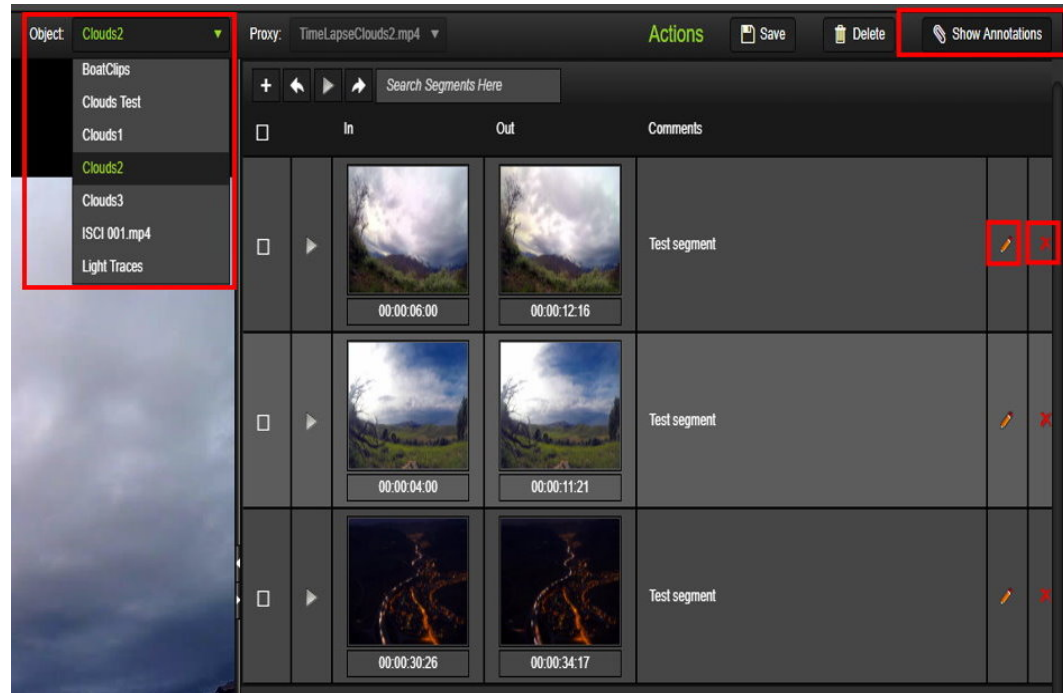 Object: Clouds2
Proxy: TimeLapseClouds2.mp4
Actions
Save
Delete
Show Annotations
BoatClips
Clouds Test
Clouds1
Clouds2
Clouds3
ISCI 001.mp4
Light Traces
Search Segments Here
In
Out
Comments
Test segment
00:00:06:00
00:00:12:16
Test segment
00:00:04:00
00:00:11:21
Test segment
00:00:30:26
00:00:34:17